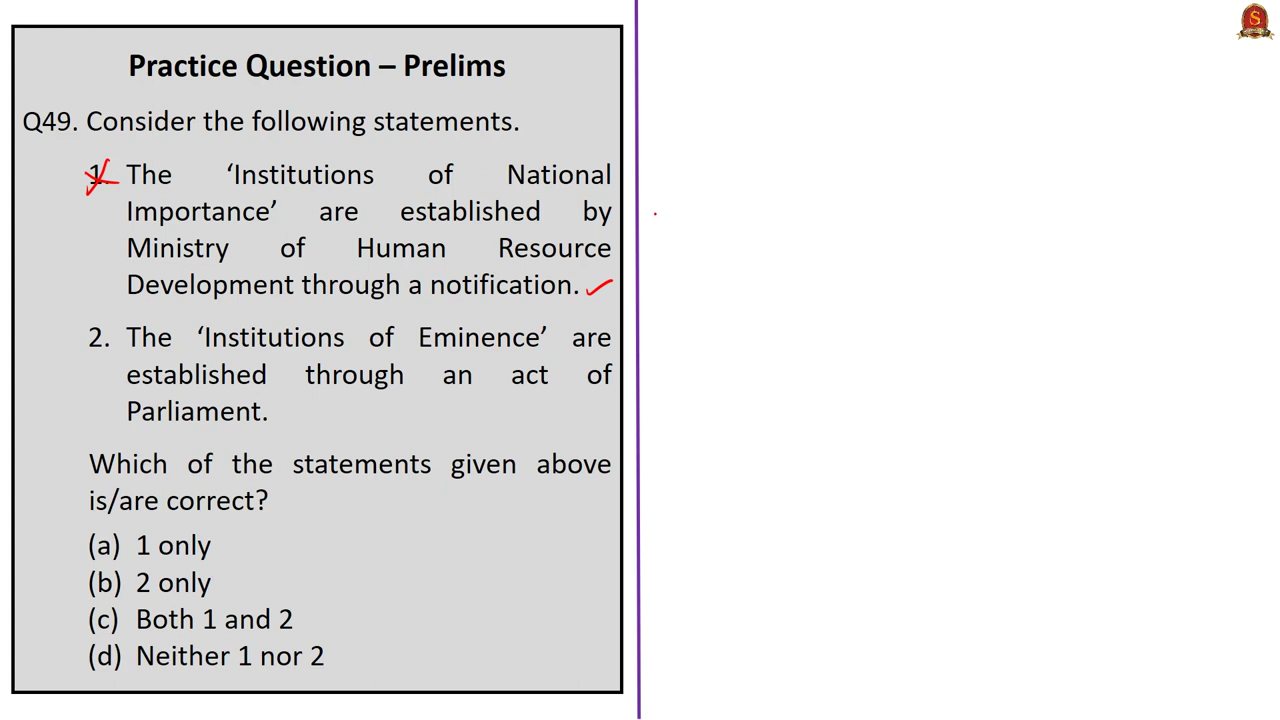 Practice Question – Prelims
Q49. Consider the following statements.
1. The ‘Institutions of National
Importance’ are established by
Ministry of Human Resource
Development through a notification.
2. The ‘Institutions of Eminence’ are
established through an act of
Parliament.
Which of the statements given above
is/are correct?
(a) 1 only
(b) 2 only
(c) Both 1 and 2
(d) Neither 1 nor 2
S